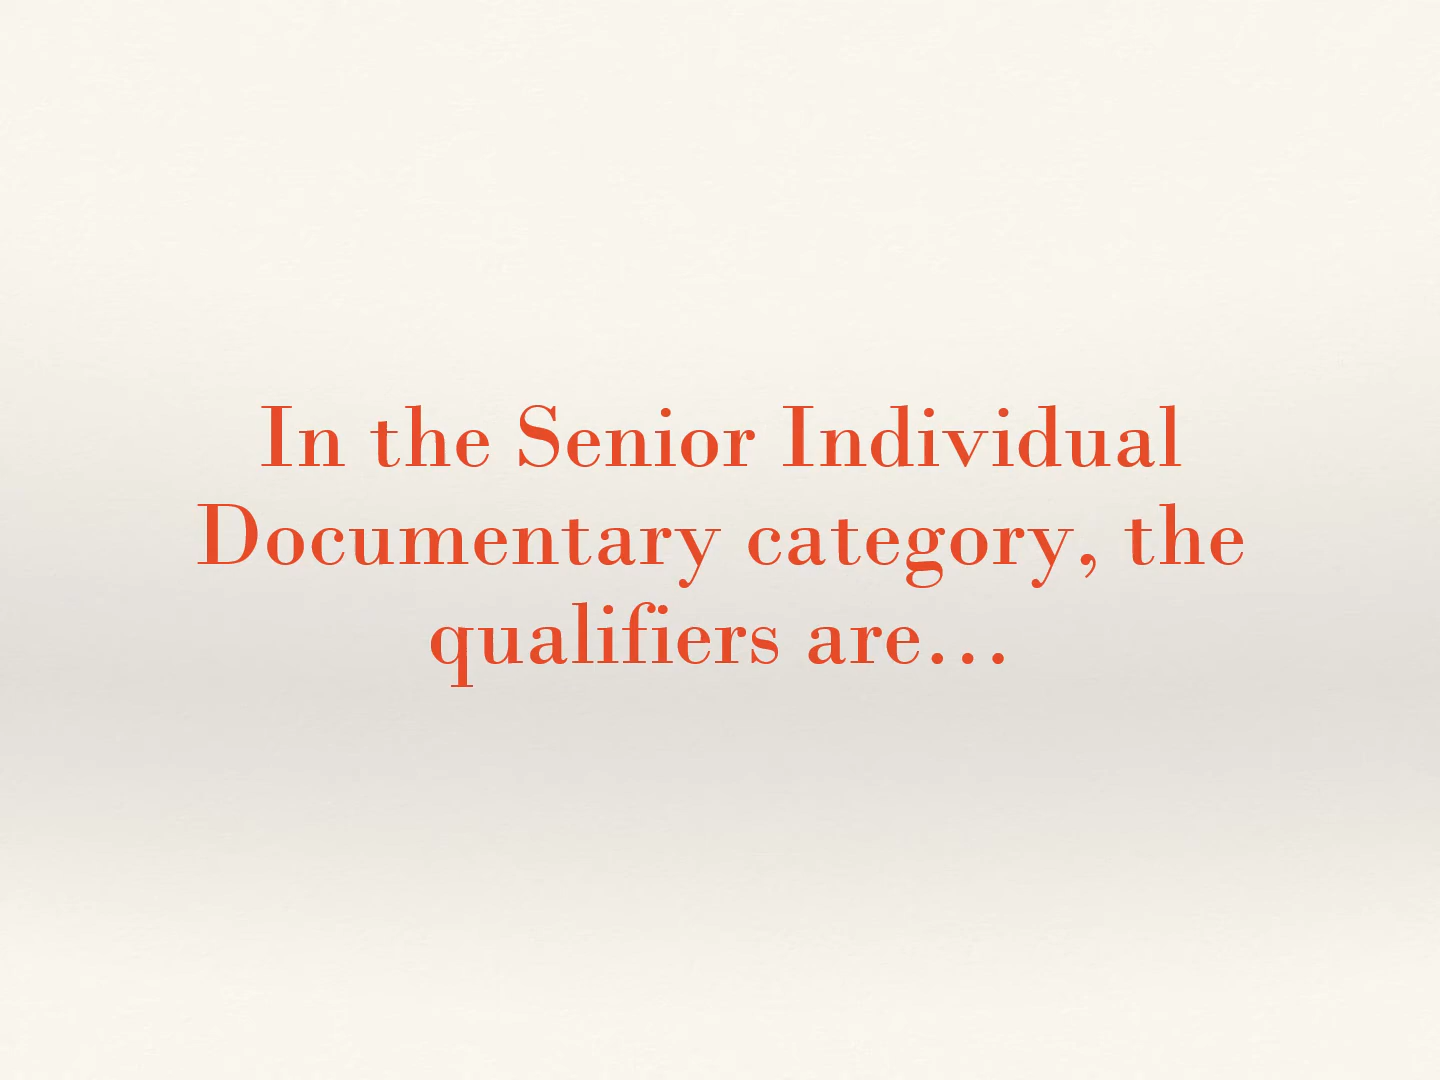 In the Senior Individual
Documentary category, the
qualifiers are…